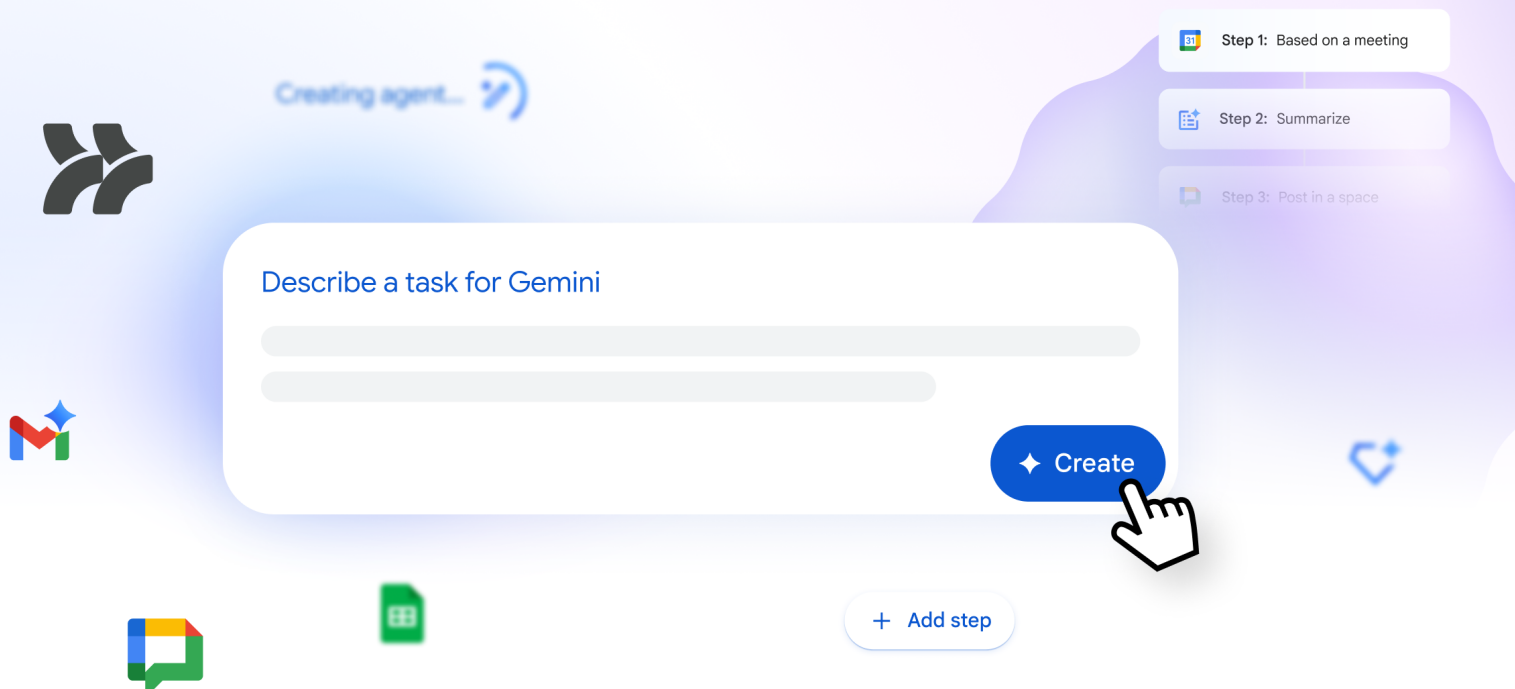 Step 1: Based on a meeting
Creating agent...
Step 2: Summarize
Step 3: Post in a space
Describe a task for Gemini
Create
+ Add step
31